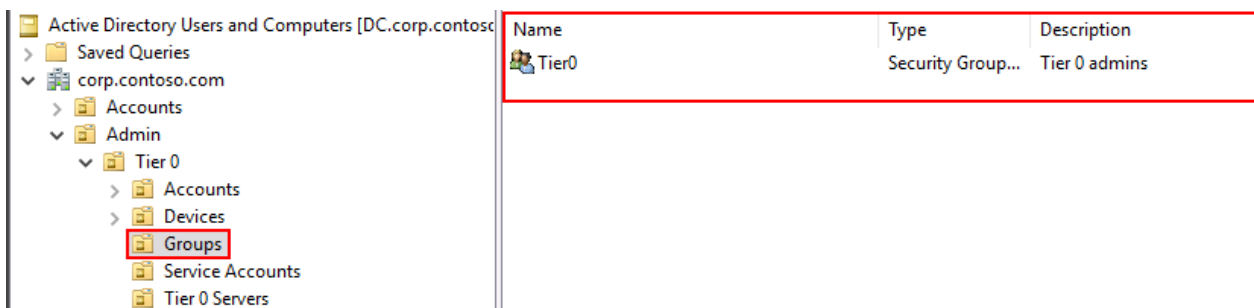 Active Directory Users and Computers [DC.corp.contosc
Saved Queries
corp.contoso.com
Accounts
Admin
Tier 0
Accounts
Devices
Groups
Service Accounts
Tier 0 Servers
Name Type Description
Tier0 Security Group... Tier 0 admins